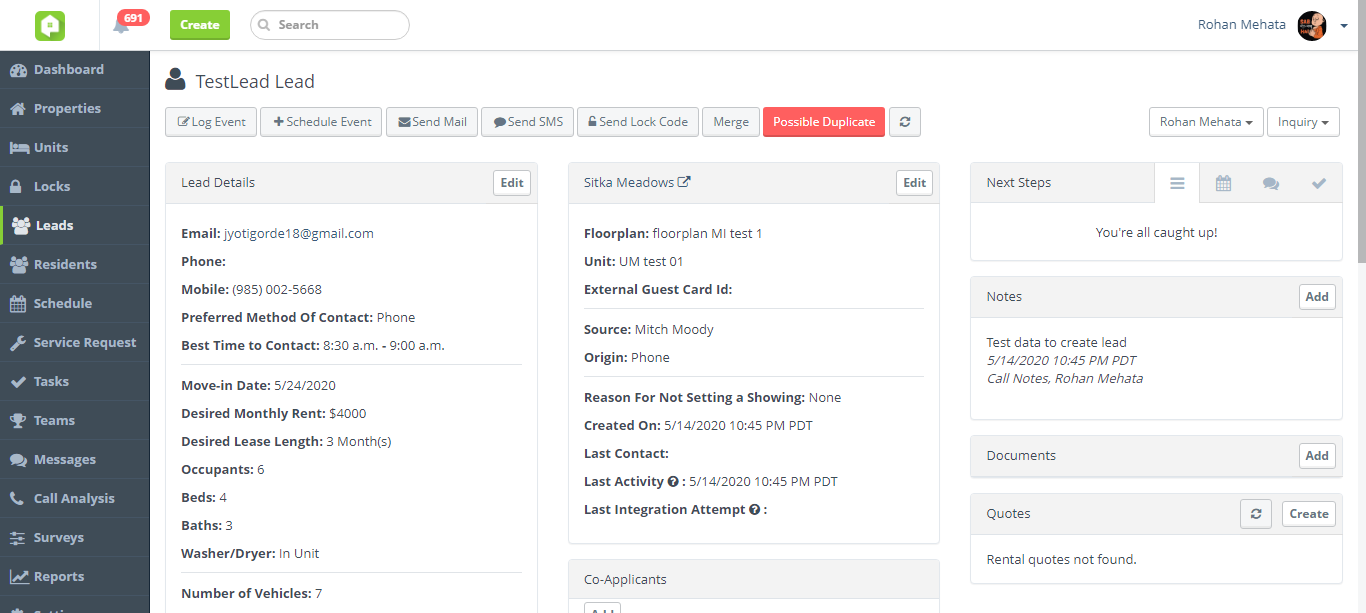 691
Create
Search
Rohan Mehata
Dashboard
Properties
Units
Locks
Leads
Residents
Schedule
Service Request
Tasks
Teams
Messages
Call Analysis
Surveys
Reports
TestLead Lead
Log Event
Schedule Event
Send Mail
Send SMS
Send Lock Code
Merge
Possible Duplicate
Rohan Mehata
Inquiry
Lead Details
Edit
Email: jyotigorde18@gmail.com
Phone:
Mobile: (985) 002-5668
Preferred Method Of Contact: Phone
Best Time to Contact: 8:30 a.m. - 9:00 a.m.
Move-in Date: 5/24/2020
Desired Monthly Rent: $4000
Desired Lease Length: 3 Month(s)
Occupants: 6
Beds: 4
Baths: 3
Washer/Dryer: In Unit
Number of Vehicles: 7
Sitka Meadows
Edit
Floorplan: floorplan MI test 1
Unit: UM test 01
External Guest Card Id:
Source: Mitch Moody
Origin: Phone
Reason For Not Setting a Showing: None
Created On: 5/14/2020 10:45 PM PDT
Last Contact:
Last Activity ? : 5/14/2020 10:45 PM PDT
Last Integration Attempt ? :
Co-Applicants
Add
Next Steps
You're all caught up!
Notes
Add
Test data to create lead
5/14/2020 10:45 PM PDT
Call Notes, Rohan Mehata
Documents
Add
Quotes
Create
Rental quotes not found.